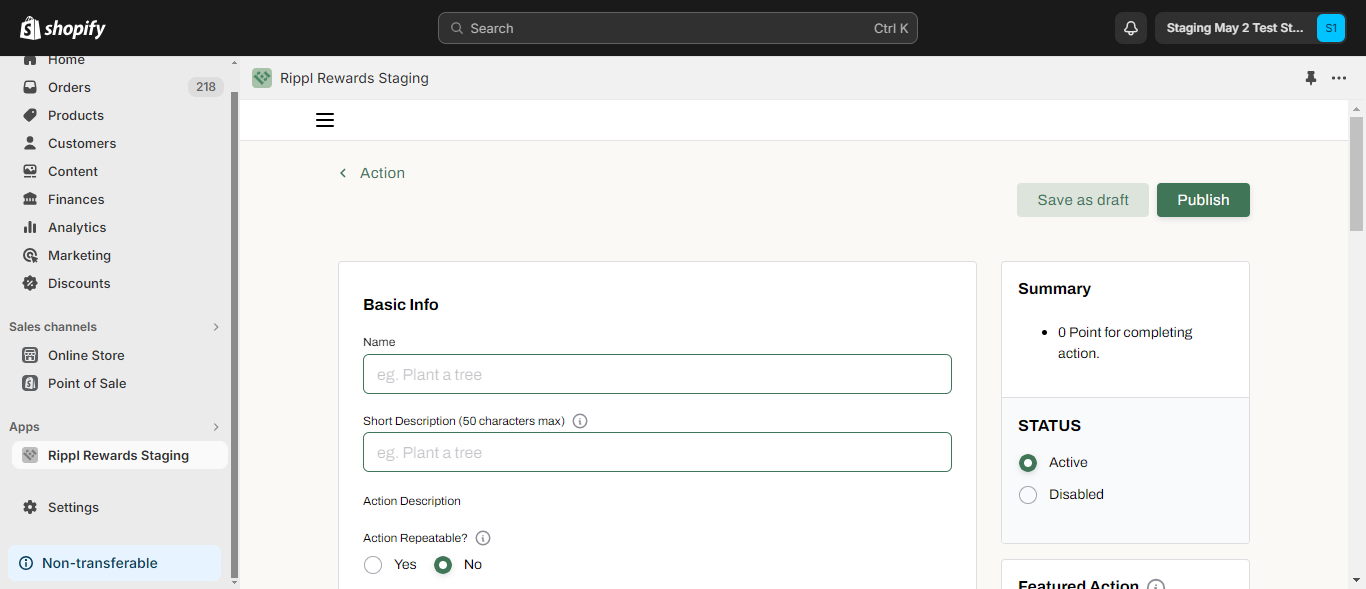 shopify
Search
Ctrl K
Staging May 2 Test St...
S1
Home
Orders
218
Products
Customers
Content
Finances
Analytics
Marketing
Discounts
Sales channels
Online Store
Point of Sale
Apps
Rippl Rewards Staging
Settings
Non-transferable
Rippl Rewards Staging
Action
Save as draft
Publish
Basic Info
Name
eg. Plant a tree
Short Description (50 characters max)
eg. Plant a tree
Action Description
Action Repeatable?
Yes
No
Summary
0 Point for completing
action.
STATUS
Active
Disabled
Featured Action